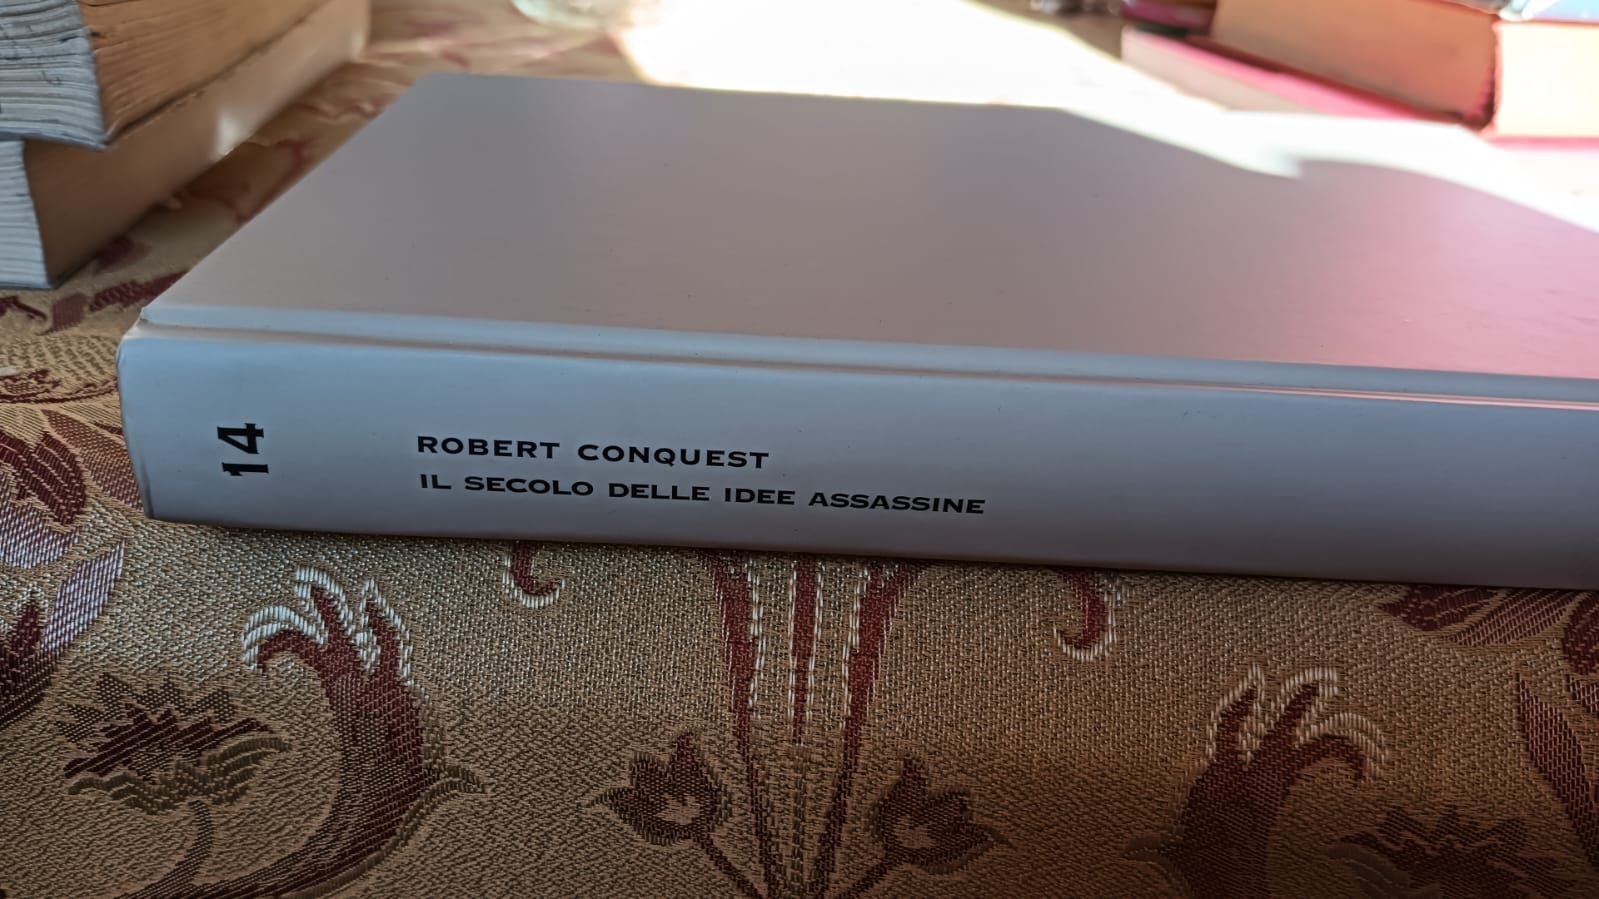 14
ROBERT CONQUEST
IL SECOLO DELLE IDEE ASSASSINE